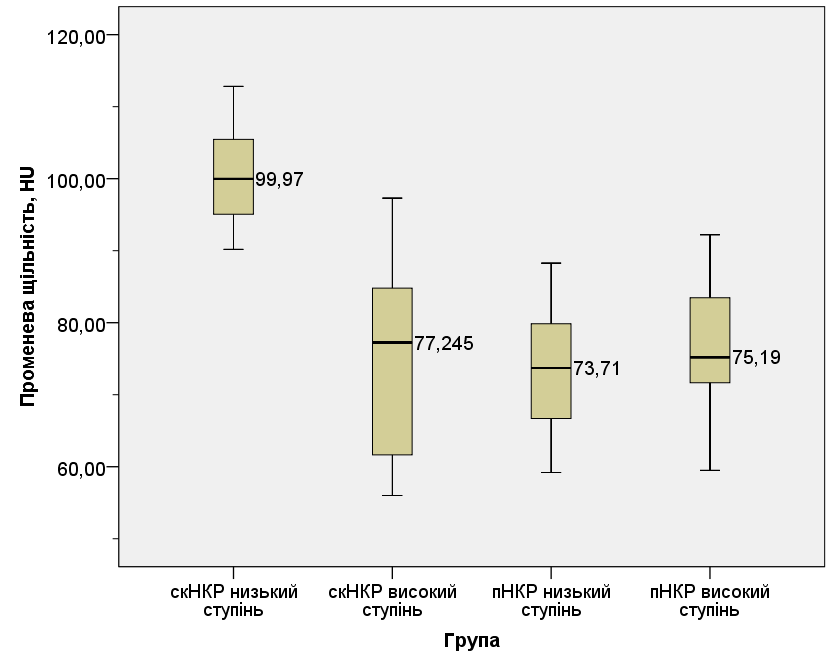 120,00
100,00
80,00
60,00
Променева щільність, HU
99,97
77,245
73,71
75,19
скНКР низький
ступінь
скНКР високий
ступінь
пНКР низький
ступінь
пНКР високий
ступінь
Група